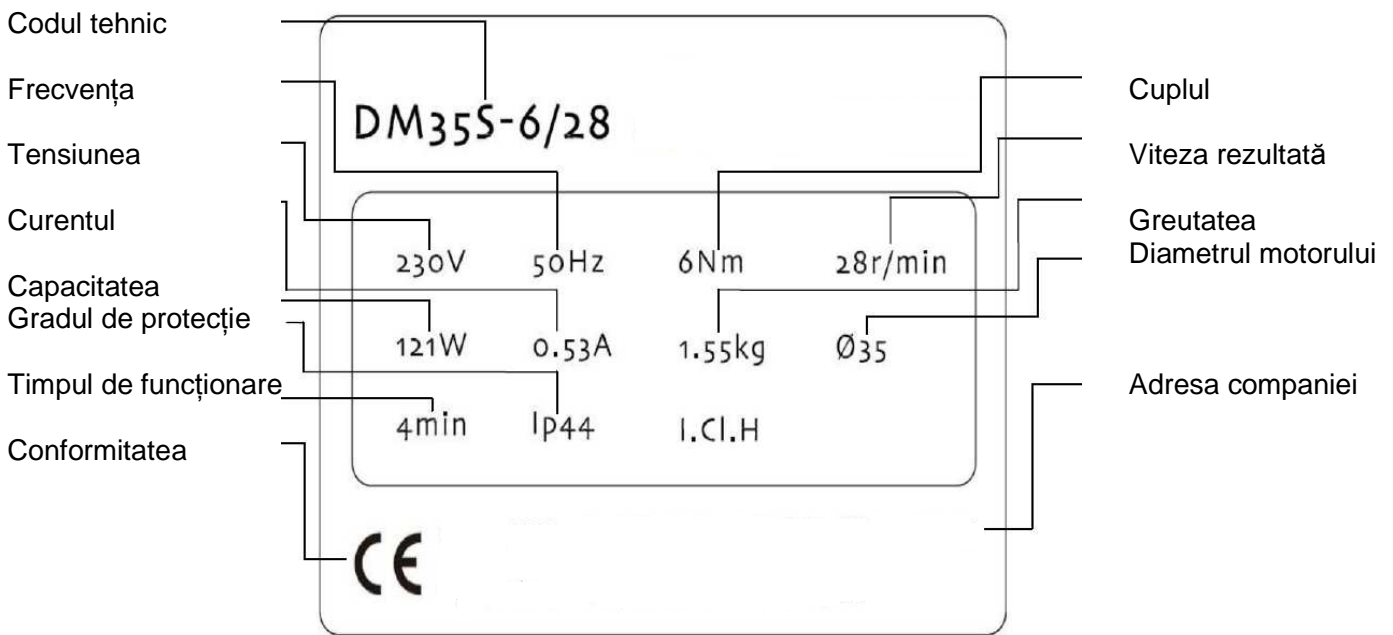 Codul tehnic
Frecvența
Tensiunea
Curentul
Capacitatea
Gradul de protecție
Timpul de funcționare
Conformitatea
DM35S-6/28
230V 50Hz 6Nm 28r/min
121W 0.53A 1.55kg Ø35
4min Ip44 I.Cl.H
CE
Cuplul
Viteza rezultată
Greutatea
Diametrul motorului
Adresa companiei